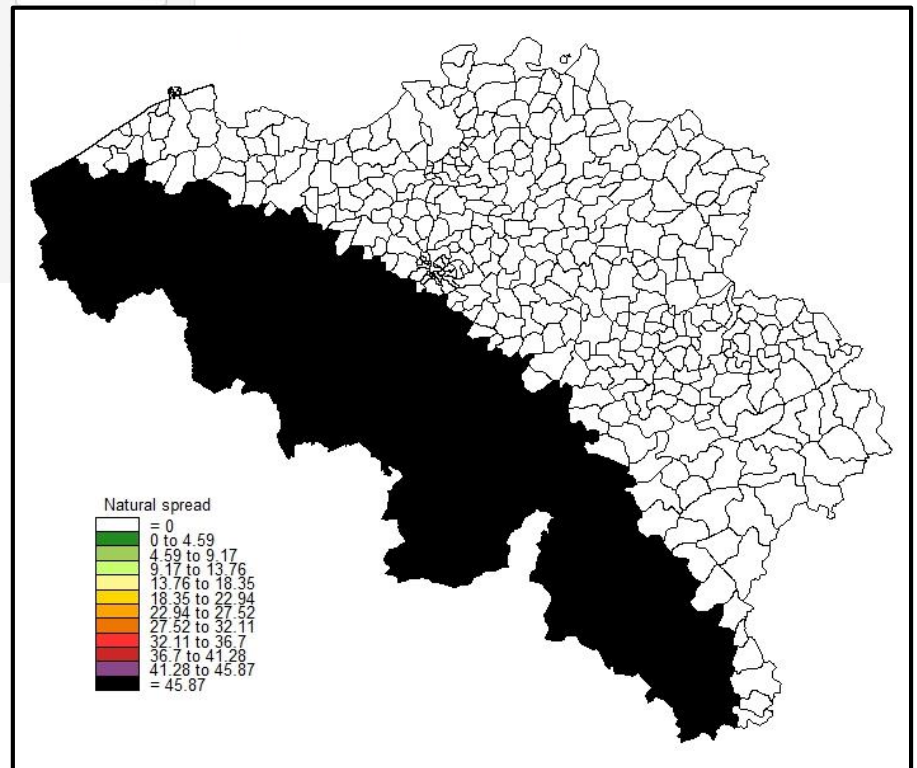 Natural spread
= 0
0 to 4.59
4.59 to 9.17
9.17 to 13.76
13.76 to 18.35
18.35 to 22.94
22.94 to 27.52
27.52 to 32.11
32.11 to 36.7
36.7 to 41.28
41.28 to 45.87
= 45.87